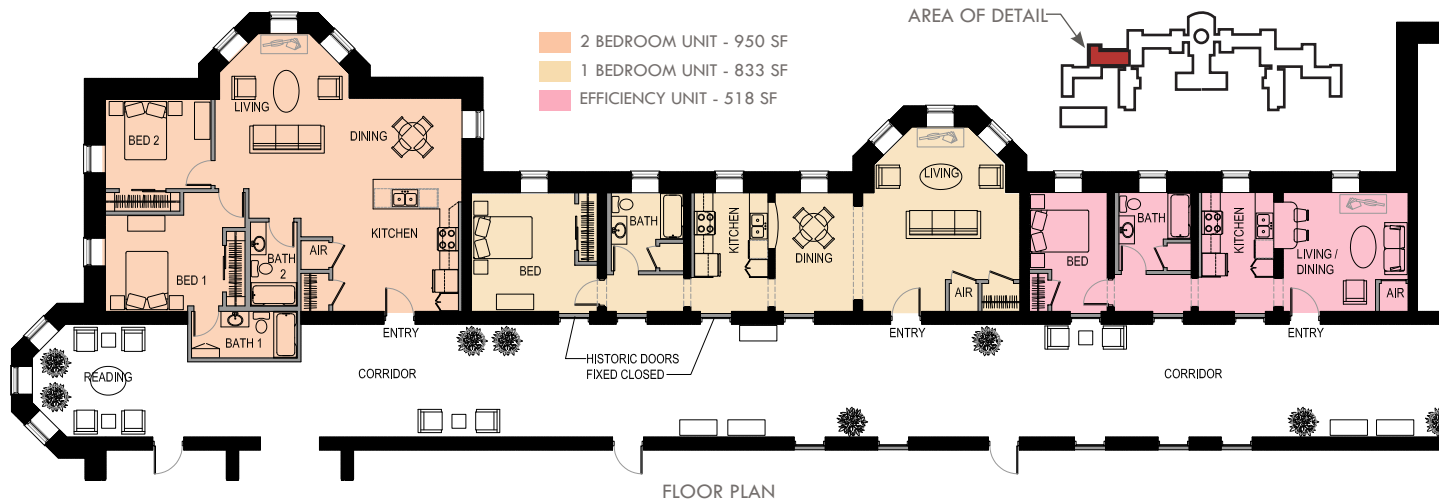 AREA OF DETAIL
2 BEDROOM UNIT - 950 SF
1 BEDROOM UNIT - 833 SF
EFFICIENCY UNIT - 518 SF
LIVING
DINING
BED 2
KITCHEN
AIR
BED 1
BATH
2
BATH 1
ENTRY
BED
BATH
KITCHEN
DINING
LIVING
AIR
ENTRY
BED
BATH
KITCHEN
LIVING /
DINING
AIR
ENTRY
HISTORIC DOORS
FIXED CLOSED
READING
CORRIDOR
CORRIDOR
FLOOR PLAN